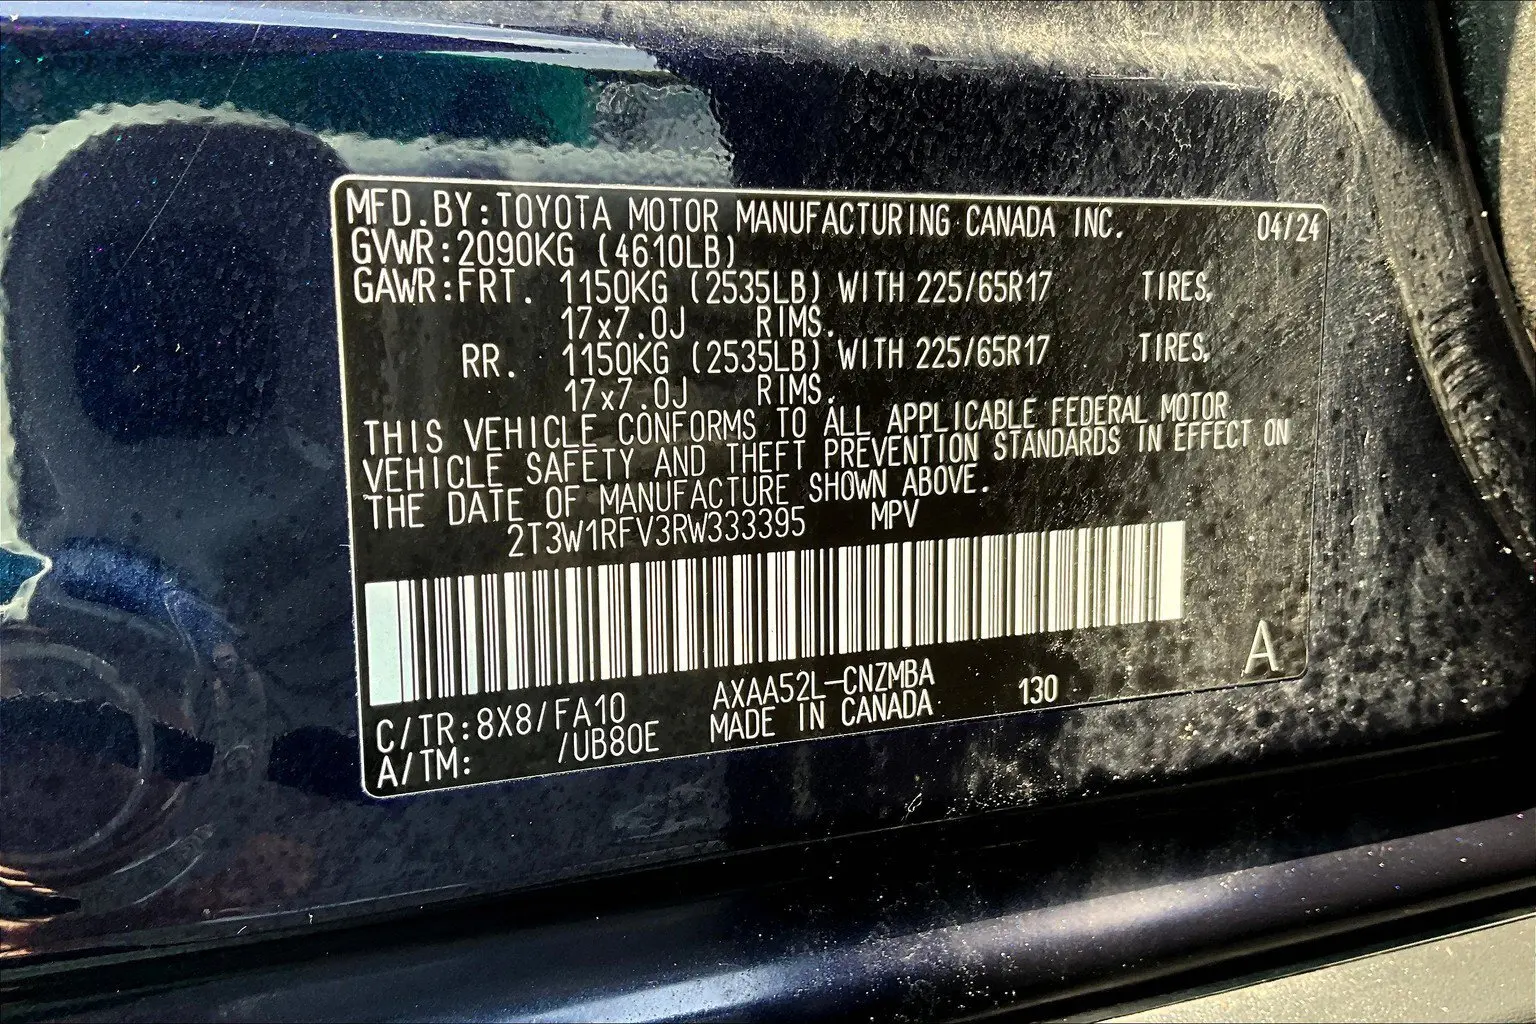 MFD.BY:TOYOTA MOTOR MANUFACTURING CANADA INC. 04/24
GVWR:2090KG (4610LB)
GAWR:FRT. 1150KG (2535LB) WITH 225/65R17 TIRES,
17x7.0J RIMS.
RR. 1150KG (2535LB) WITH 225/65R17 TIRES,
17x7.0J RIMS.
THIS VEHICLE CONFORMS TO ALL APPLICABLE FEDERAL MOTOR
VEHICLE SAFETY AND THEFT PREVENTION STANDARDS IN EFFECT ON
THE DATE OF MANUFACTURE SHOWN ABOVE.
2T3W1RFV3RW333395 MPV
A
C/TR:8X8/FA10 AXAA52L-CNZMBA 130
A/TM: /UB80E MADE IN CANADA